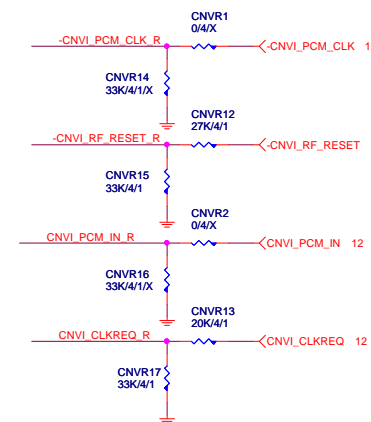 CNVR1
0/4/X
-CNVI_PCM_CLK_R
-CNVI_PCM_CLK 1
CNVR14
33K/4/1/X
CNVR12
27K/4/1
-CNVI_RF_RESET_R
-CNVI_RF_RESET
CNVR15
33K/4/1
CNVR2
0/4/X
CNVI_PCM_IN_R
CNVI_PCM_IN 12
CNVR16
33K/4/1/X
CNVR13
20K/4/1
CNVI_CLKREQ_R
CNVI_CLKREQ 12
CNVR17
33K/4/1